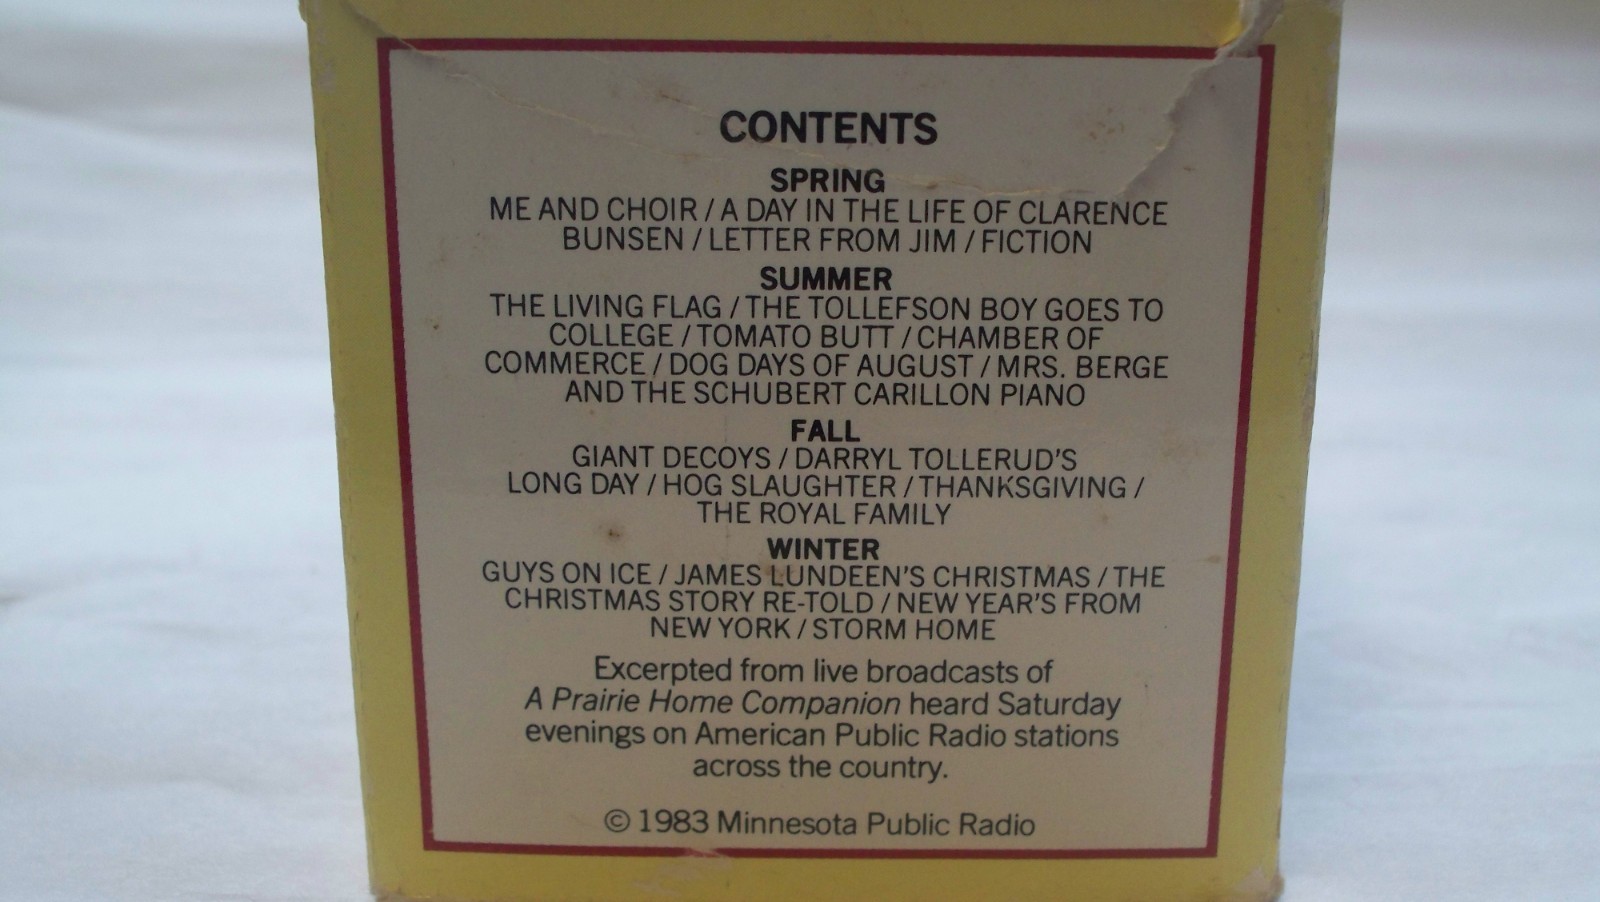 CONTENTS
SPRING
ME AND CHOIR / A DAY IN THE LIFE OF CLARENCE
BUNSEN / LETTER FROM JIM / FICTION
SUMMER
THE LIVING FLAG / THE TOLLEFSON BOY GOES TO
COLLEGE / TOMATO BUTT / CHAMBER OF
COMMERCE / DOG DAYS OF AUGUST / MRS. BERGE
AND THE SCHUBERT CARILLON PIANO
FALL
GIANT DECOYS / DARRYL TOLLERUD'S
LONG DAY / HOG SLAUGHTER / THANKSGIVING /
THE ROYAL FAMILY
WINTER
GUYS ON ICE / JAMES LUNDEEN'S CHRISTMAS / THE
CHRISTMAS STORY RE-TOLD / NEW YEAR'S FROM
NEW YORK / STORM HOME
Excerpted from live broadcasts of
A Prairie Home Companion heard Saturday
evenings on American Public Radio stations
across the country.
© 1983 Minnesota Public Radio